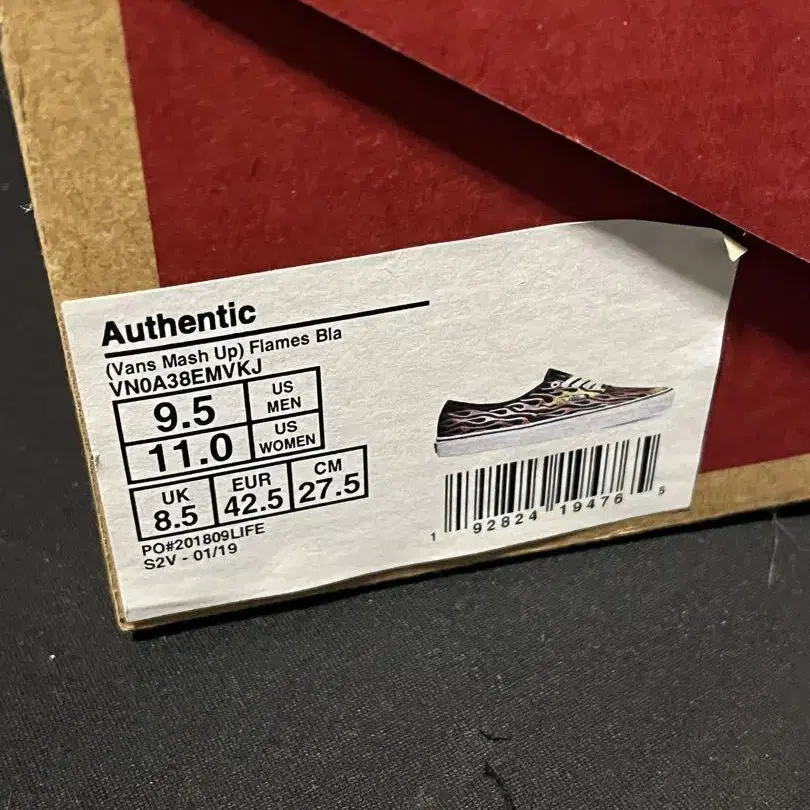 Authentic
(Vans Mash Up) Flames Bla
VN0A38EMVKJ
9.5 US MEN
11.0 US WOMEN
UK 8.5 EUR 42.5 CM 27.5
PO#201809LIFE
S2V - 01/19
1 92824 19476 5